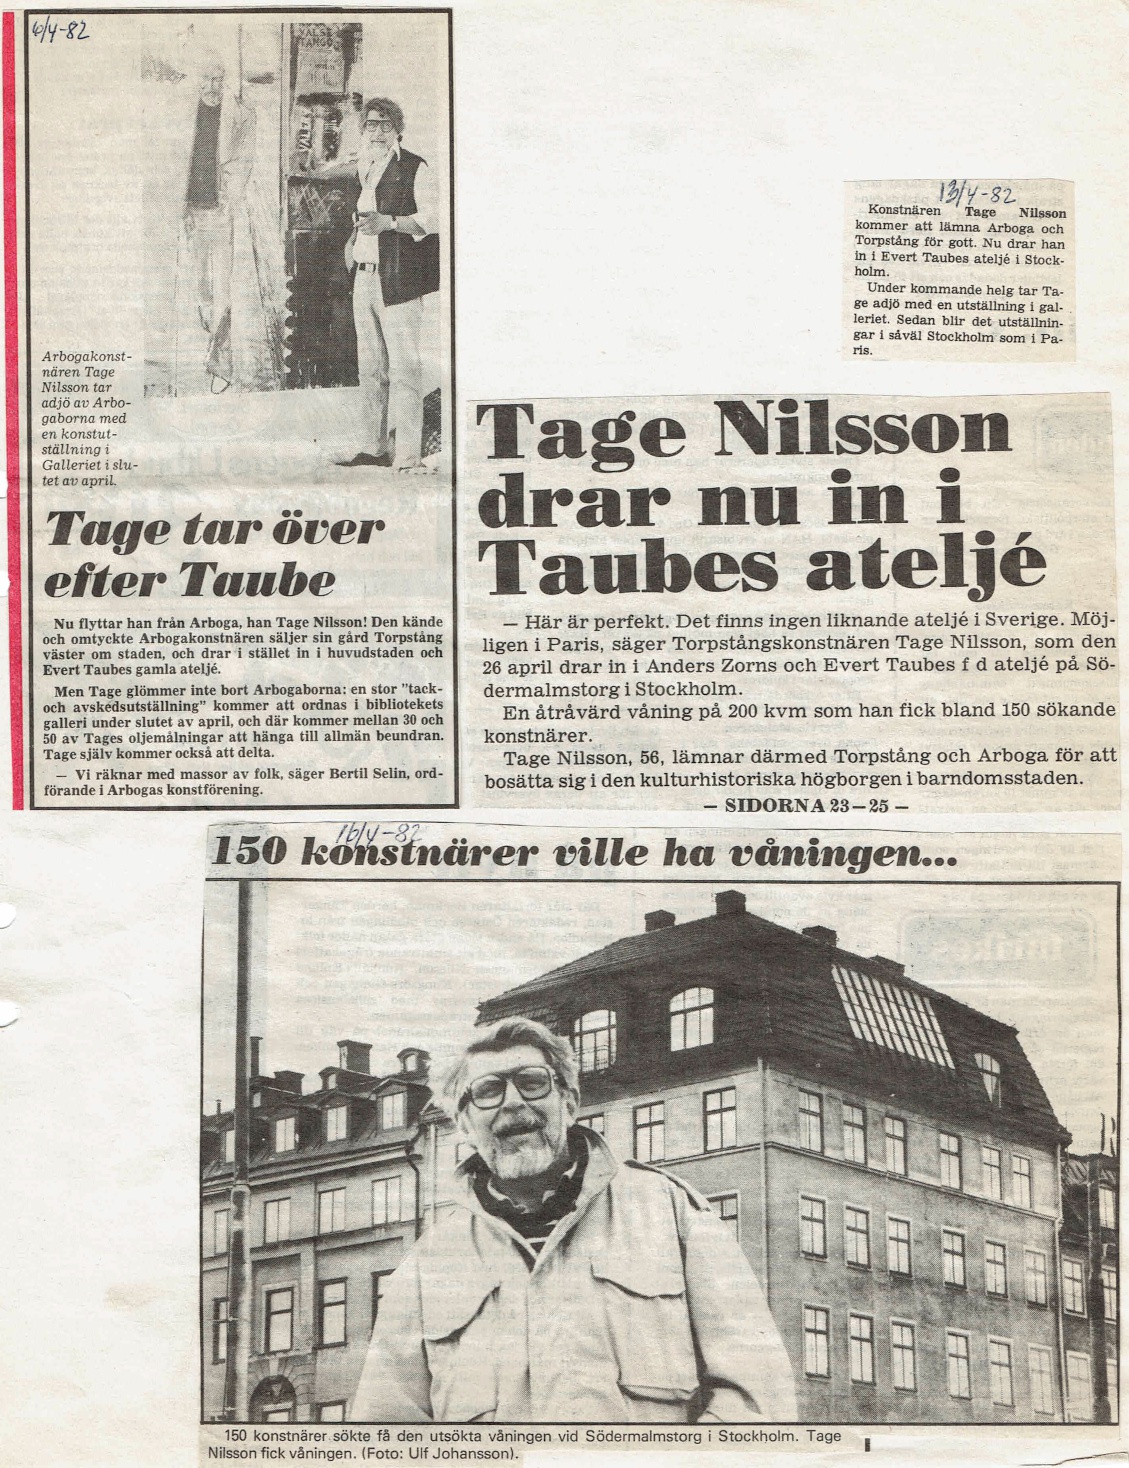 6/4-82
VALSE
TANGO
Arbogakonst-
nären Tage
Nilsson tar
adjö av Arbo-
gaborna med
en konstut-
ställning i
Galleriet i slu-
tet av april.
Tage tar över
efter Taube
Nu flyttar han från Arboga, han Tage Nilsson! Den kände
och omtyckte Arbogakonstnären säljer sin gård Torpstång
väster om staden, och drar i stället in i huvudstaden och
Evert Taubes gamla ateljé.
Men Tage glömmer inte bort Arbogaborna: en stor "tack-
och avskedsutställning" kommer att ordnas i bibliotekets
galleri under slutet av april, och där kommer mellan 30 och
50 av Tages oljemålningar att hänga till allmän beundran.
Tage själv kommer också att delta.
— Vi räknar med massor av folk, säger Bertil Selin, ord-
förande i Arbogas konstförening.
13/4-82
Konstnären Tage Nilsson
kommer att lämna Arboga och
Torpstång för gott. Nu drar han
in i Evert Taubes ateljé i Stock-
holm.
Under kommande helg tar Ta-
ge adjö med en utställning i gal-
leriet. Sedan blir det utställnin-
gar i såväl Stockholm som i Pa-
ris.
Tage Nilsson
drar nu in i
Taubes ateljé
— Här är perfekt. Det finns ingen liknande ateljé i Sverige. Möj-
ligen i Paris, säger Torpstångskonstnären Tage Nilsson, som den
26 april drar in i Anders Zorns och Evert Taubes f d ateljé på Sö-
dermalmstorg i Stockholm.
En åtråvärd våning på 200 kvm som han fick bland 150 sökande
konstnärer.
Tage Nilsson, 56, lämnar därmed Torpstång och Arboga för att
bosätta sig i den kulturhistoriska högborgen i barndomsstaden.
— SIDORNA 23—25 —
16/4-82
150 konstnärer ville ha våningen...
150 konstnärer sökte få den utsökta våningen vid Södermalmstorg i Stockholm. Tage
Nilsson fick våningen. (Foto: Ulf Johansson).